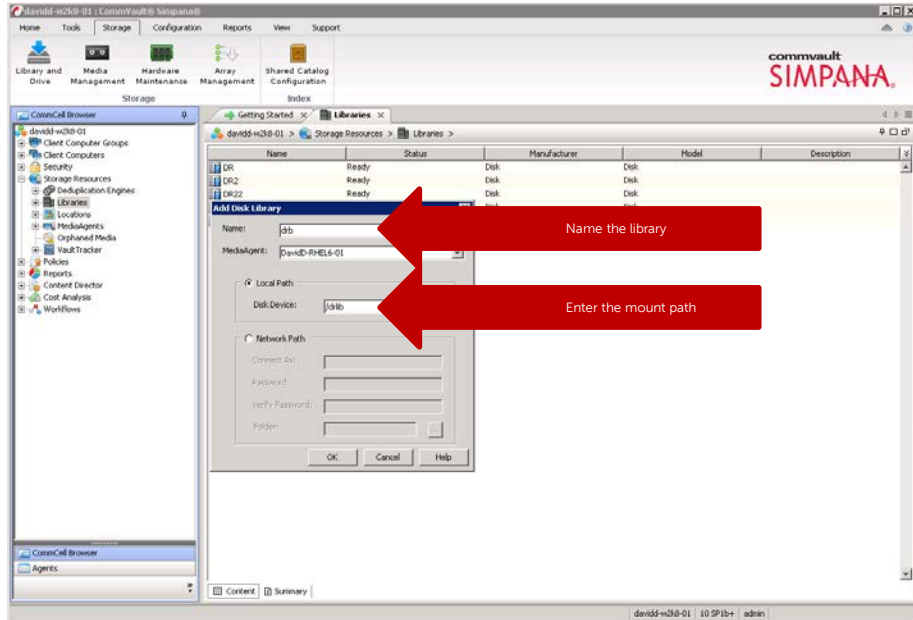 davidd-w2k8-01 : CommVault® Simpana®
Home Tools Storage Configuration Reports View Support
Library and Drive
Media Management
Hardware Maintenance
Array Management
Shared Catalog Configuration
Storage
Index
commvault
SIMPANA.
CommCell Browser
Getting Started
Libraries
davidd-w2k8-01
Client Computer Groups
Client Computers
Security
Storage Resources
Deduplication Engines
Libraries
Locations
MediaAgents
Orphaned Media
VaultTracker
Policies
Reports
Content Director
Cost Analysis
Workflows
davidd-w2k8-01 > Storage Resources > Libraries >
Name Status Manufacturer Model Description
DR Ready Disk Disk
DR2 Ready Disk Disk
DR22 Ready Disk Disk
Disk Disk
Add Disk Library
Name: drb
Name the library
MediaAgent: DavidD-RHEL6-01
Local Path
Disk Device: /drlib
Enter the mount path
Network Path
Connect As:
Password:
Verify Password:
Folder:
OK Cancel Help
CommCell Browser
Agents
Content Summary
davidd-w2k8-01 10 SP1b+ admin